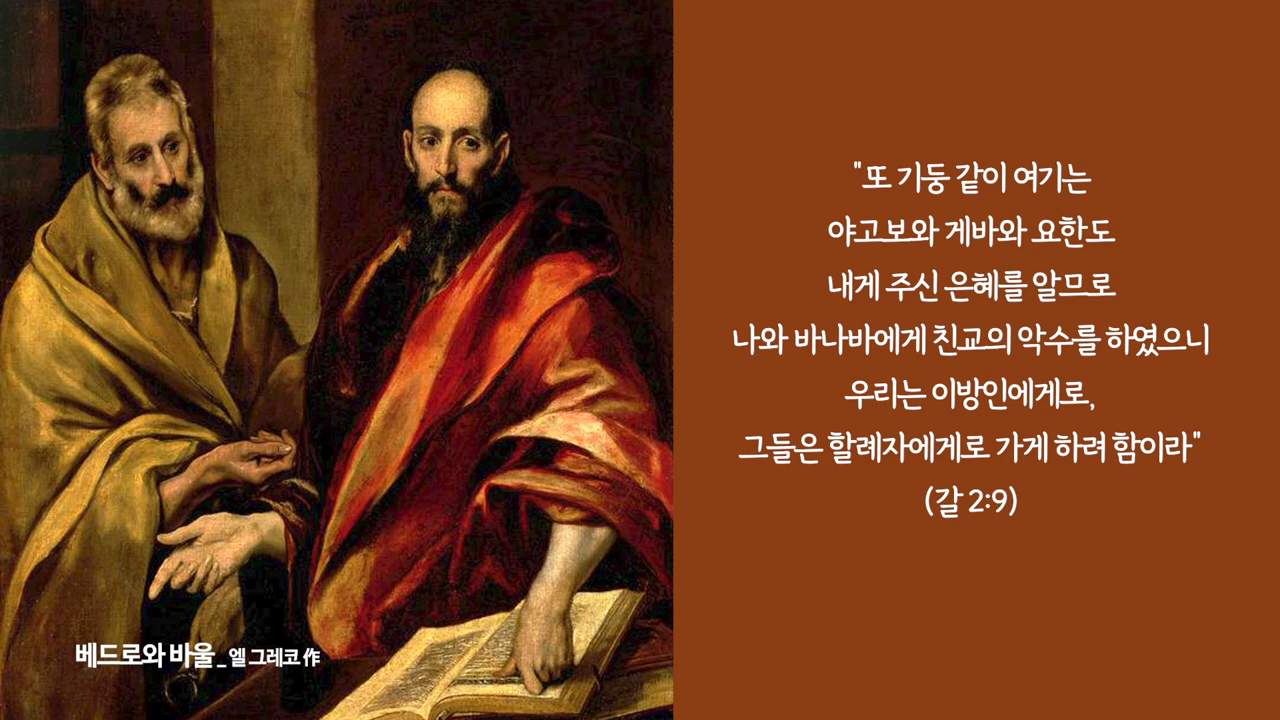 베드로와 바울_ 엘 그레코 作
"또 기둥 같이 여기는
야고보와 게바와 요한도
내게 주신 은혜를 알므로
나와 바나바에게 친교의 악수를 하였으니
우리는 이방인에게로,
그들은 할례자에게로 가게 하려 함이라"
(갈 2:9)